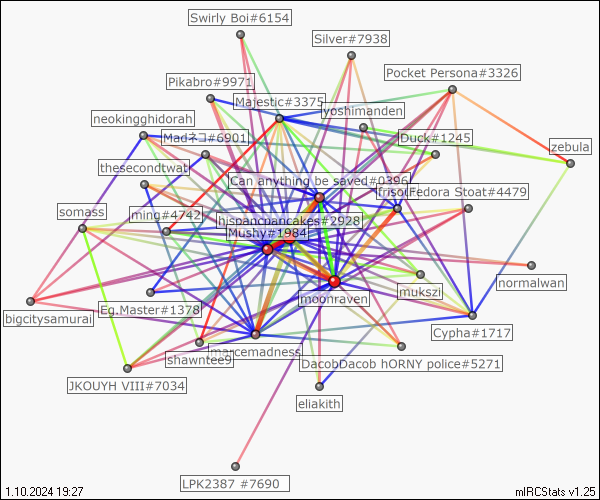 Swirly Boi#6154
Silver#7938
Pocket Persona#3326
Pikabro#9971
Majestic#3375
yoshimanden
neokingghidorah
Madネコ#6901
Duck#1245
zebula
thesecondtwat
Can anything be saved#0396
frisol
Fedora Stoat#4479
somass
ming#4742
hispanicpancakes#2928
Mushy#1984
normalwan
moonraven
mukszi
bigcitysamurai
Eg.Master#1378
Cypha#1717
marcemadness
shawntee9
DacobDacob hORNY police#5271
JKOUYH VIII#7034
eliakith
LPK2387 #7690
1.10.2024 19:27
mIRCStats v1.25